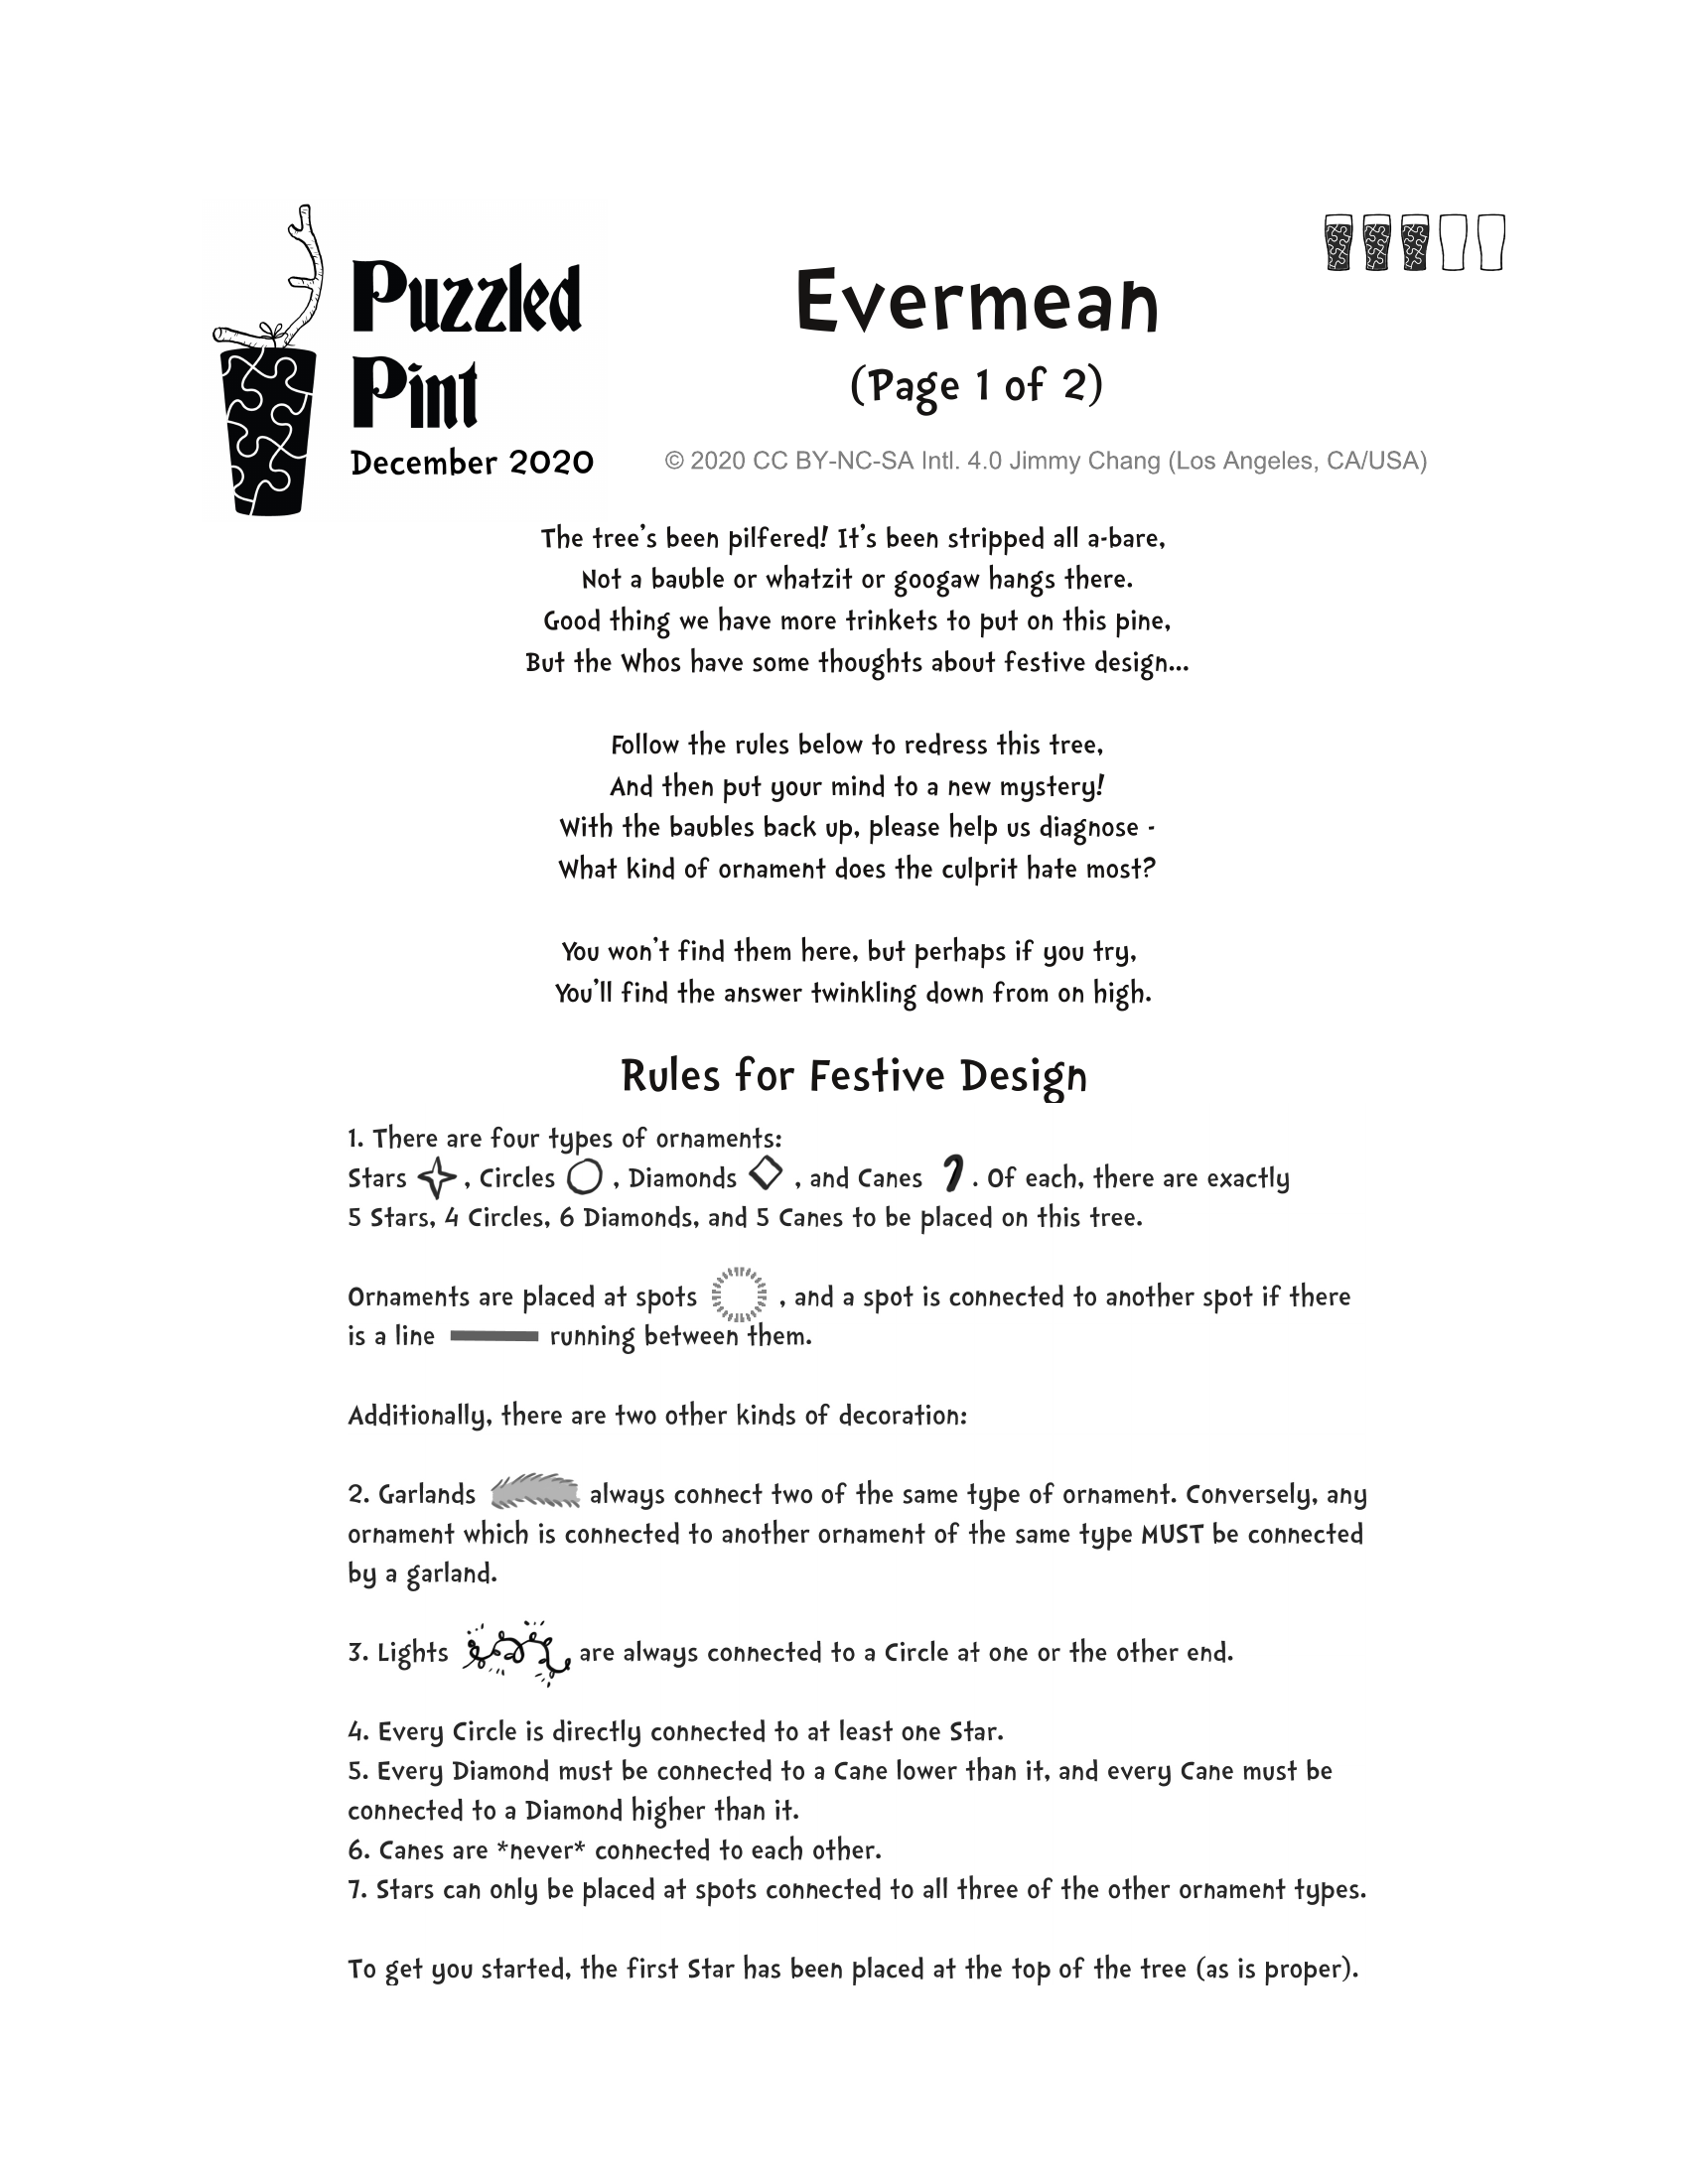 Puzzled
Pint
December 2020
Evermean
(Page 1 of 2)
© 2020 CC BY-NC-SA Intl. 4.0 Jimmy Chang (Los Angeles, CA/USA)
The tree's been pilfered! It's been stripped all a-bare,
Not a bauble or whatzit or googaw hangs there.
Good thing we have more trinkets to put on this pine,
But the Whos have some thoughts about festive design...
Follow the rules below to redress this tree,
And then put your mind to a new mystery!
With the baubles back up, please help us diagnose -
What kind of ornament does the culprit hate most?
You won't find them here, but perhaps if you try,
You'll find the answer twinkling down from on high.
Rules for Festive Design
1. There are four types of ornaments:
Stars , Circles , Diamonds , and Canes . Of each, there are exactly
5 Stars, 4 Circles, 6 Diamonds, and 5 Canes to be placed on this tree.
Ornaments are placed at spots , and a spot is connected to another spot if there
is a line running between them.
Additionally, there are two other kinds of decoration:
2. Garlands always connect two of the same type of ornament. Conversely, any
ornament which is connected to another ornament of the same type MUST be connected
by a garland.
3. Lights are always connected to a Circle at one or the other end.
4. Every Circle is directly connected to at least one Star.
5. Every Diamond must be connected to a Cane lower than it, and every Cane must be
connected to a Diamond higher than it.
6. Canes are *never* connected to each other.
7. Stars can only be placed at spots connected to all three of the other ornament types.
To get you started, the first Star has been placed at the top of the tree (as is proper).